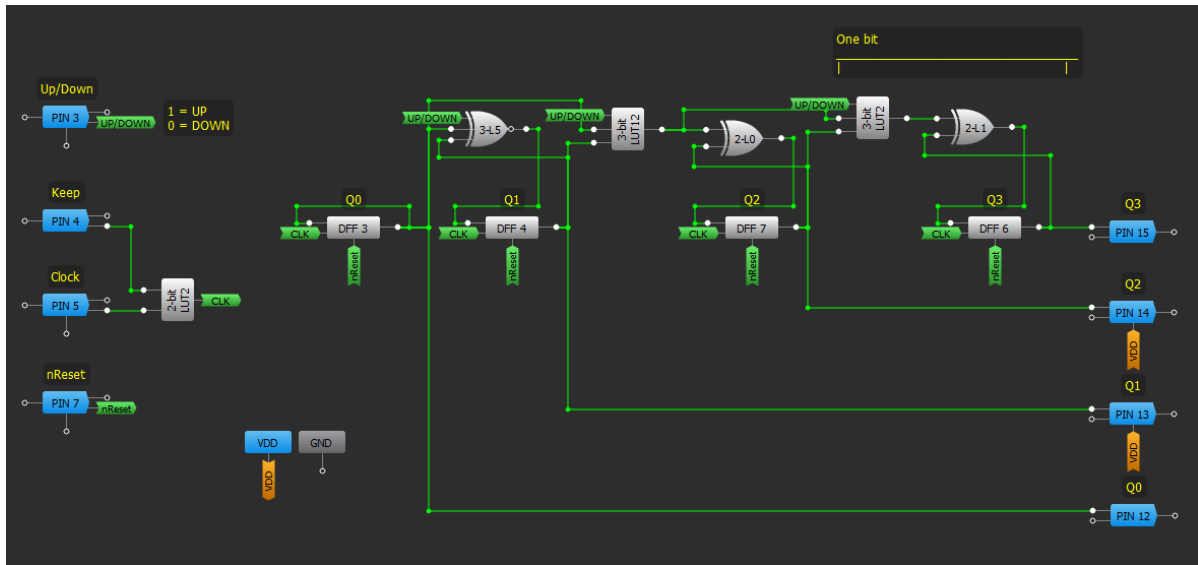 One bit
Up/Down
PIN 3
UP/DOWN
1 = UP
0 = DOWN
UP/DOWN
3-L5
UP/DOWN
3-bit
LUT12
2-L0
UP/DOWN
3-bit
LUT2
2-L1
Keep
PIN 4
Q0
CLK
DFF 3
nReset
Q1
CLK
DFF 4
nReset
Q2
CLK
DFF 7
nReset
Q3
CLK
DFF 6
nReset
Q3
PIN 15
Clock
PIN 5
2-bit
LUT2
CLK
Q2
PIN 14
VDD
nReset
PIN 7
nReset
Q1
PIN 13
VDD
VDD
VDD
GND
Q0
PIN 12